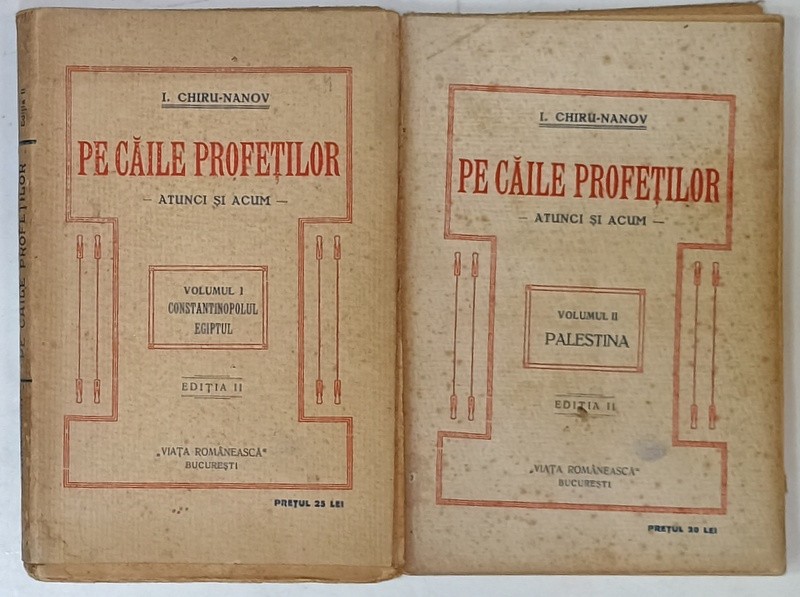 PE CĂILE PROFEȚILOR
Ediția II
I. CHIRU-NANOV
PE CĂILE PROFEȚILOR
— ATUNCI ȘI ACUM —
VOLUMUL I
CONSTANTINOPOLUL
EGIPTUL
EDIȚIA II
„VIAȚA ROMÂNEASCĂ“
BUCUREȘTI
PREȚUL 25 LEI
I. CHIRU-NANOV
PE CĂILE PROFEȚILOR
— ATUNCI ȘI ACUM —
VOLUMUL II
PALESTINA
EDIȚIA II
„VIAȚA ROMÂNEASCĂ“
BUCUREȘTI
PREȚUL 20 LEI